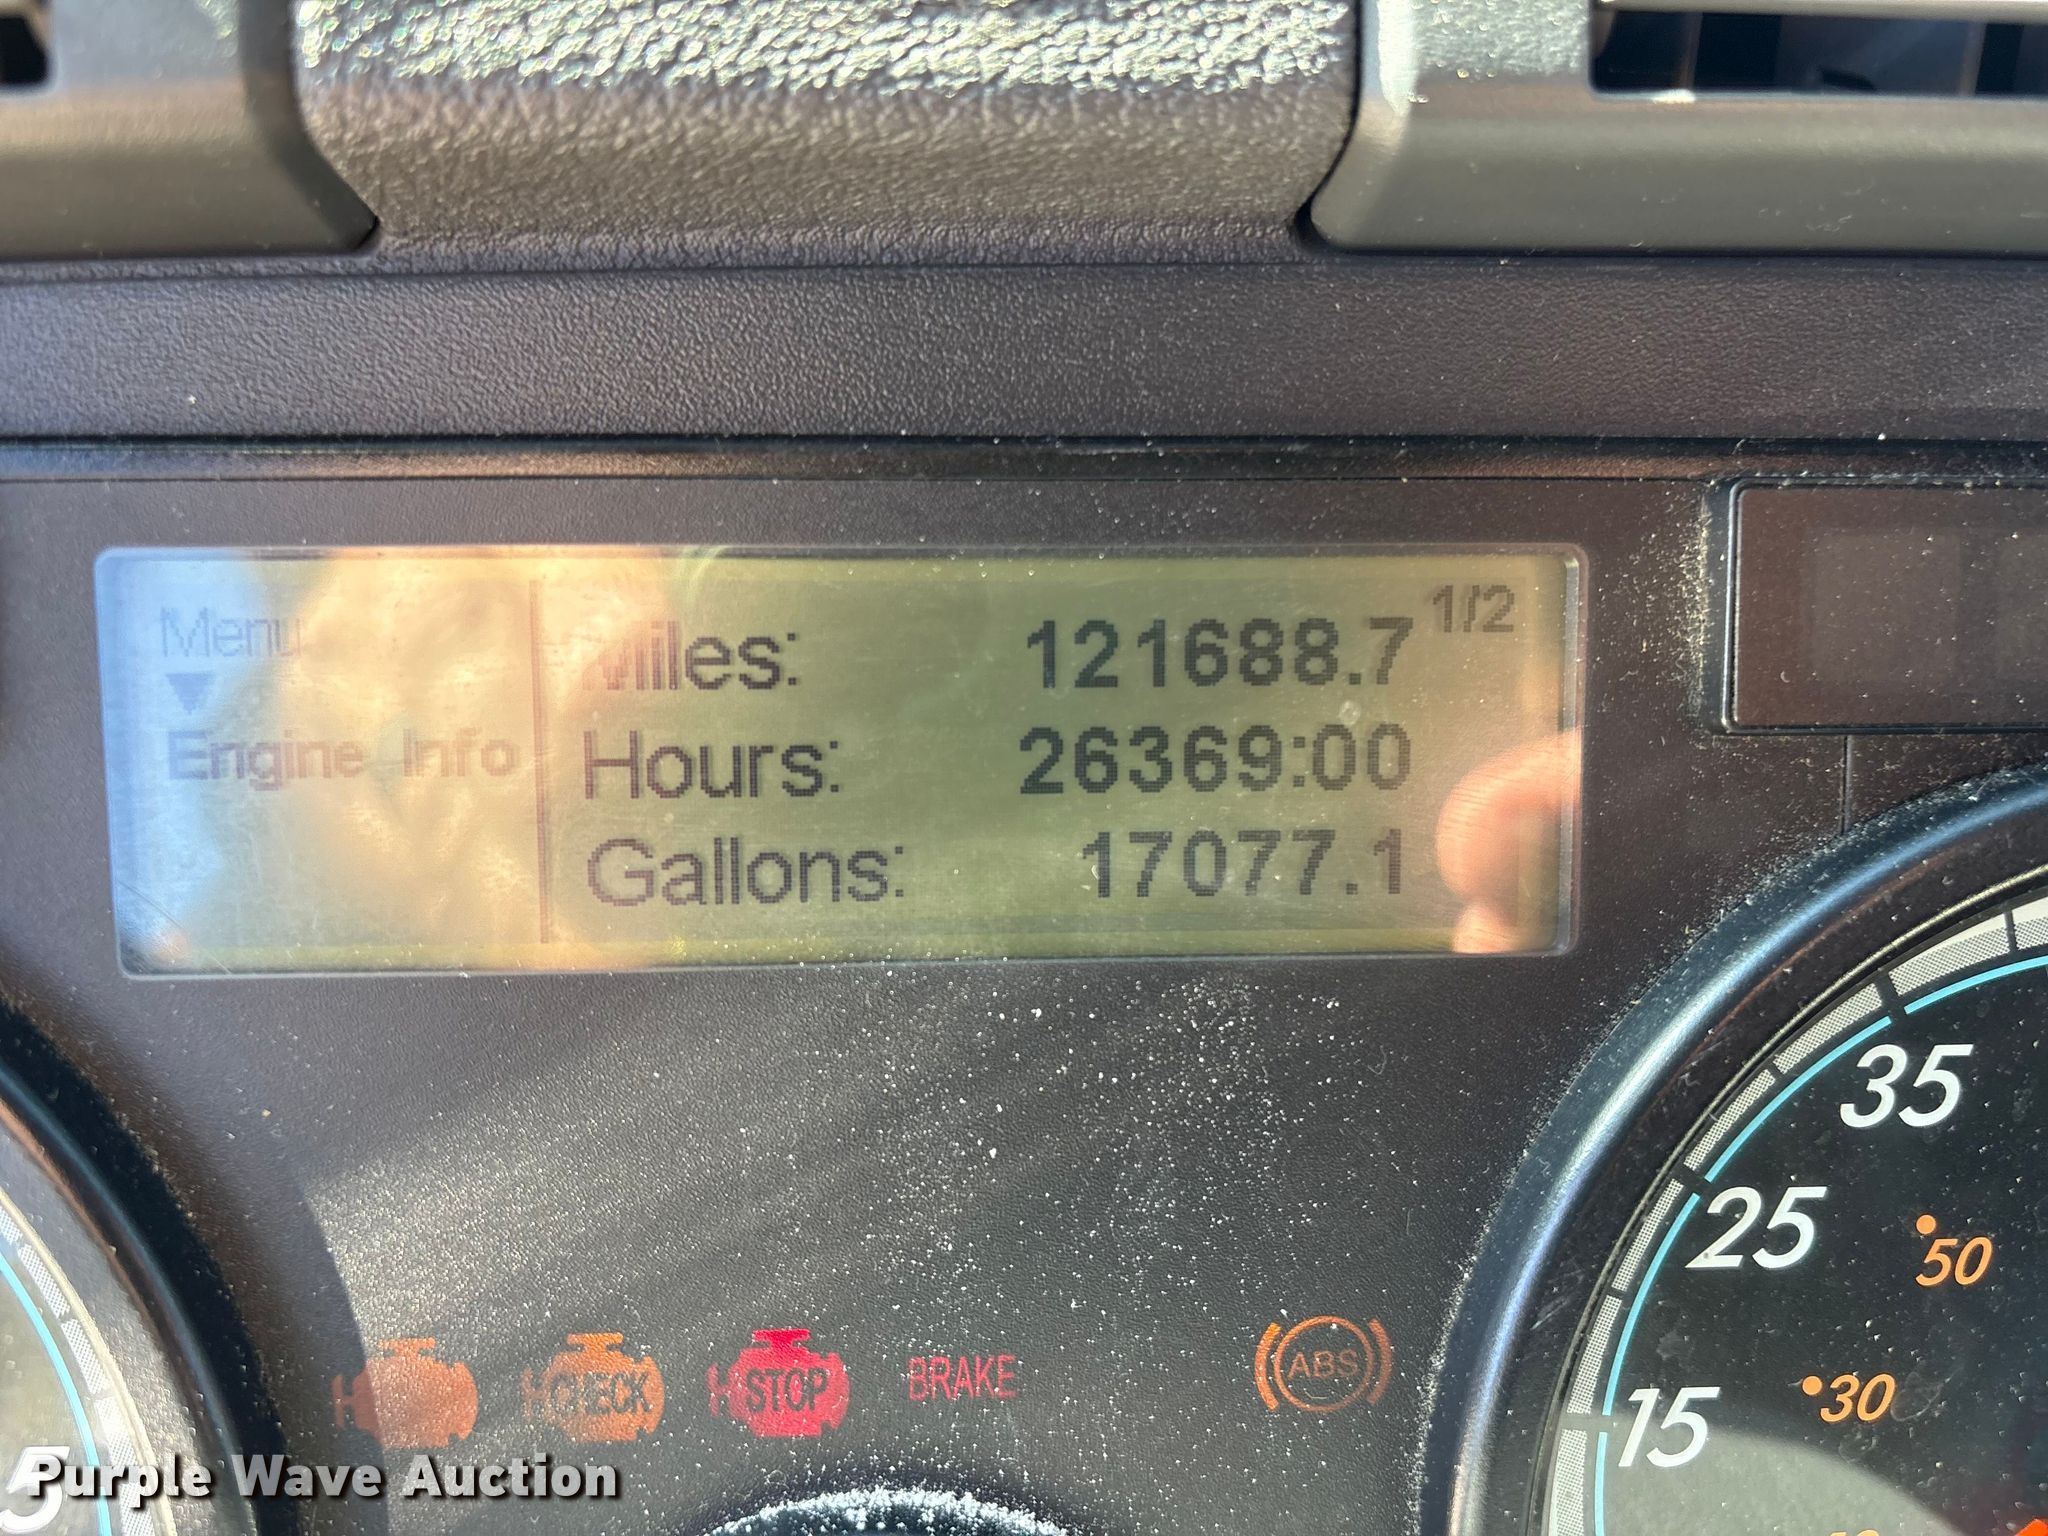 1/2
Menu
Miles: 121688.7
Engine Info
Hours: 26369:00
Gallons: 17077.1
35
25
50
15
30
CHECK
STOP
BRAKE
ABS
5
Purple Wave Auction